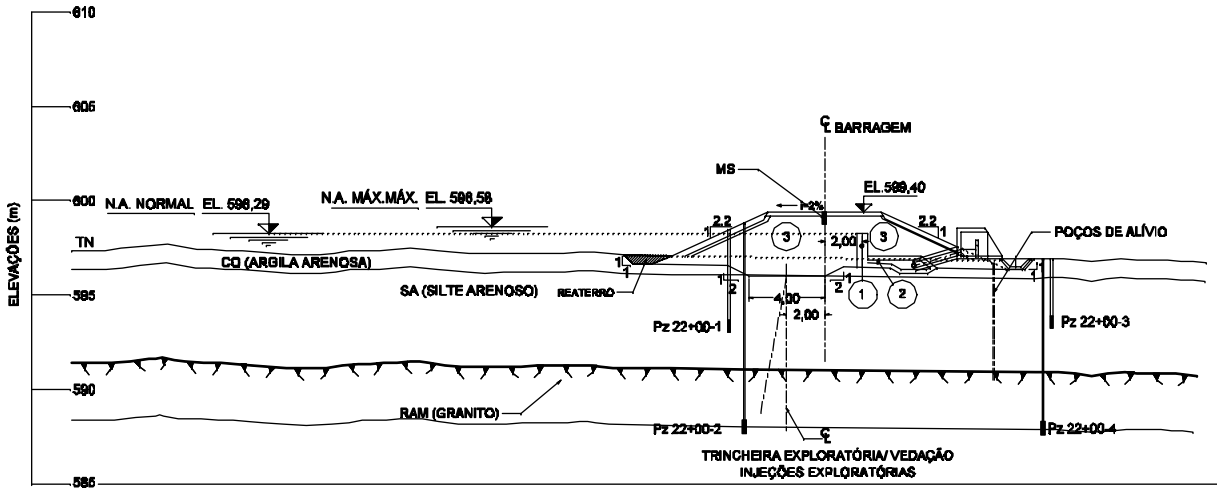 610
605
600
595
590
585
ELEVAÇÕES (m)
℄ BARRAGEM
MS
EL.599,40
N.A. NORMAL EL. 598,29
N.A. MÁX.MÁX. EL. 598,58
i=2%
2.2
1
2.2
1
3
2,00
3
POÇOS DE ALÍVIO
TN
CO (ARGILA ARENOSA)
1
1
SA (SILTE ARENOSO)
REATERRO
1
2
4,00
2
1
1
2
1
1
2,00
Pz 22+00-1
Pz 22+00-3
RAM (GRANITO)
Pz 22+00-2
Pz 22+00-4
℄
TRINCHEIRA EXPLORATÓRIA/ VEDAÇÃO
INJEÇÕES EXPLORATÓRIAS